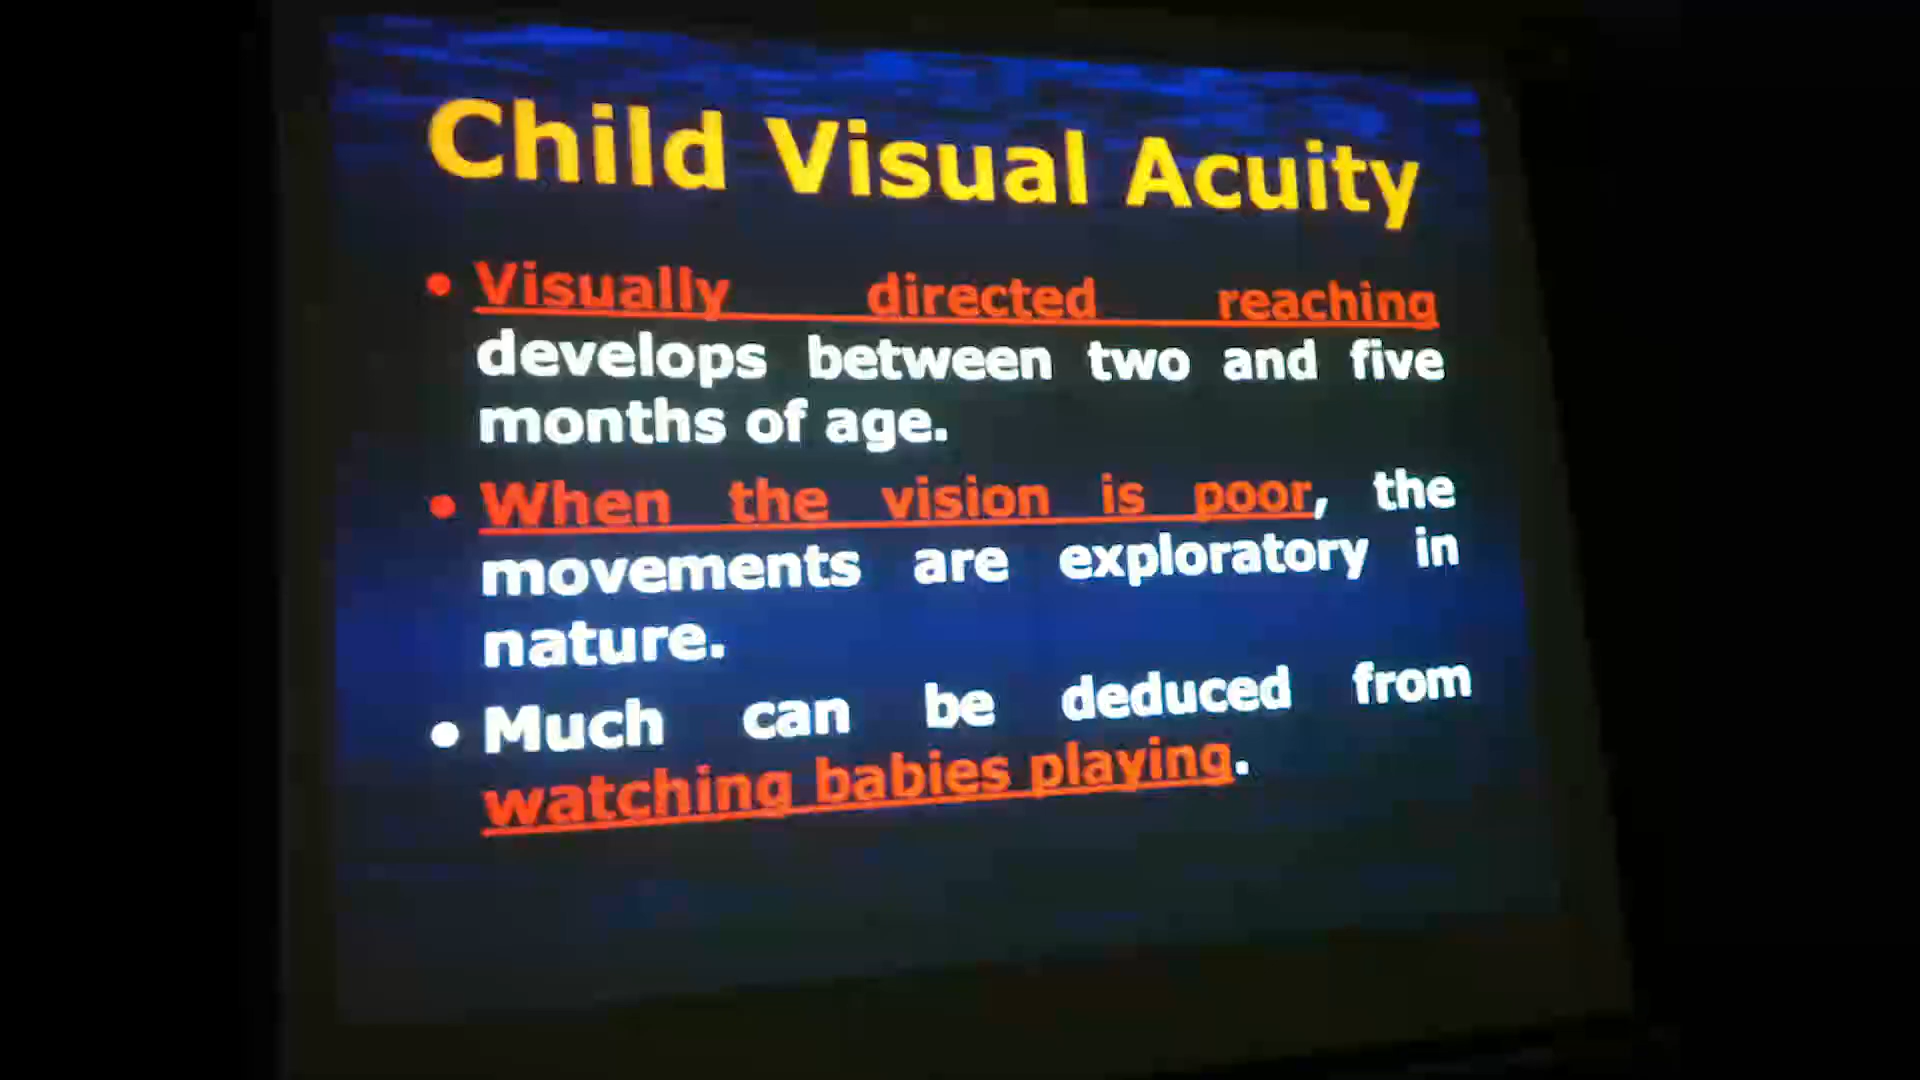 Child Visual Acuity
• Visually directed reaching
develops between two and five
months of age.
• When the vision is poor, the
movements are exploratory in
nature.
• Much can be deduced from
watching babies playing.